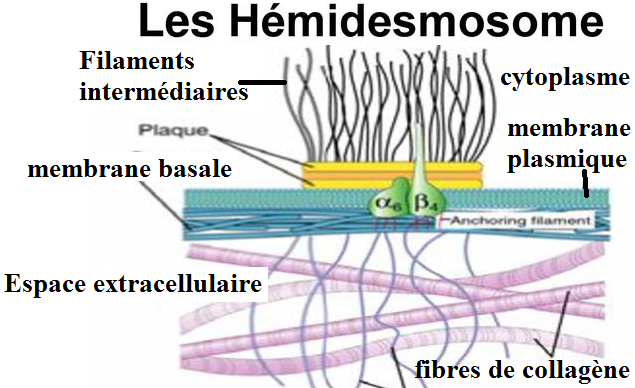 Les Hémidesmosome
Filaments
intermédiaires
cytoplasme
Plaque
membrane
plasmique
membrane basale
α6 β4
Anchoring filament
Espace extracellulaire
fibres de collagène